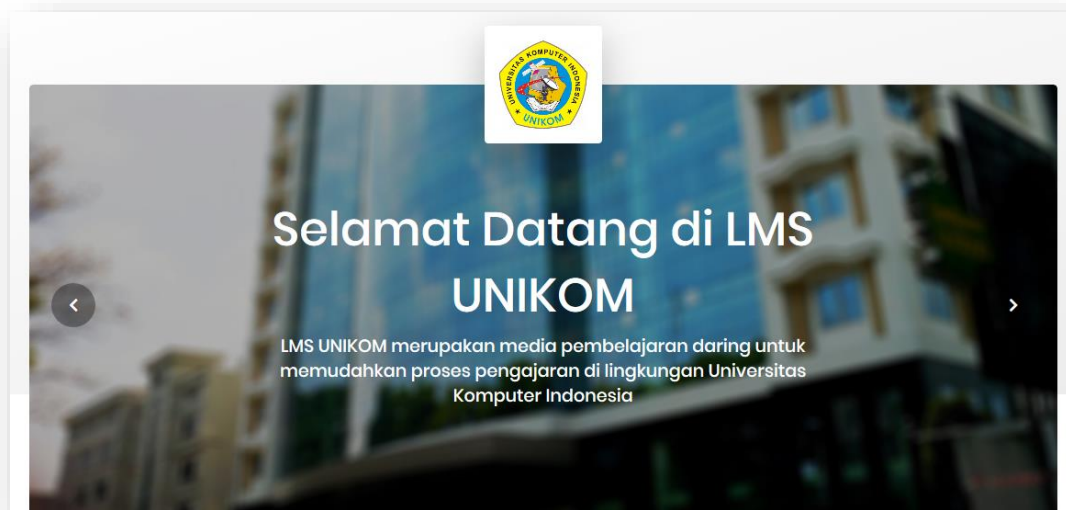 UNIVERSITAS KOMPUTER INDONESIA
UNIKOM
Selamat Datang di LMS
UNIKOM
LMS UNIKOM merupakan media pembelajaran daring untuk
memudahkan proses pengajaran di lingkungan Universitas
Komputer Indonesia